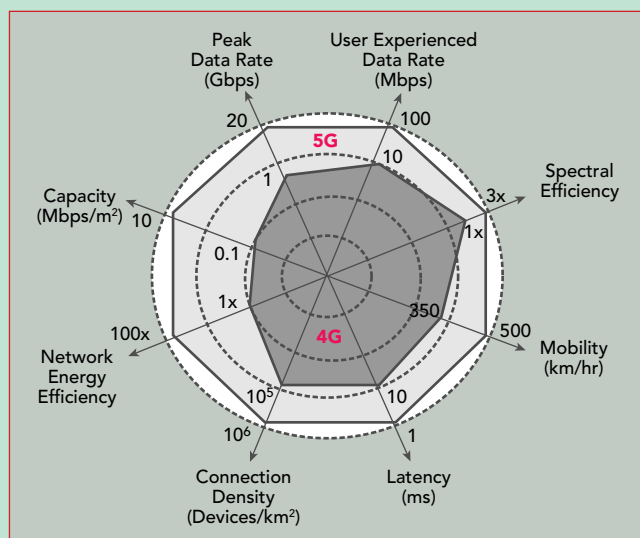 Peak
Data Rate
(Gbps)
User Experienced
Data Rate
(Mbps)
20
100
5G
10
1
3x
Spectral
Efficiency
1x
Capacity
(Mbps/m²)
10
0.1
1x
350
500
Mobility
(km/hr)
100x
Network
Energy
Efficiency
4G
10⁵
10
10⁶
1
Connection
Density
(Devices/km²)
Latency
(ms)